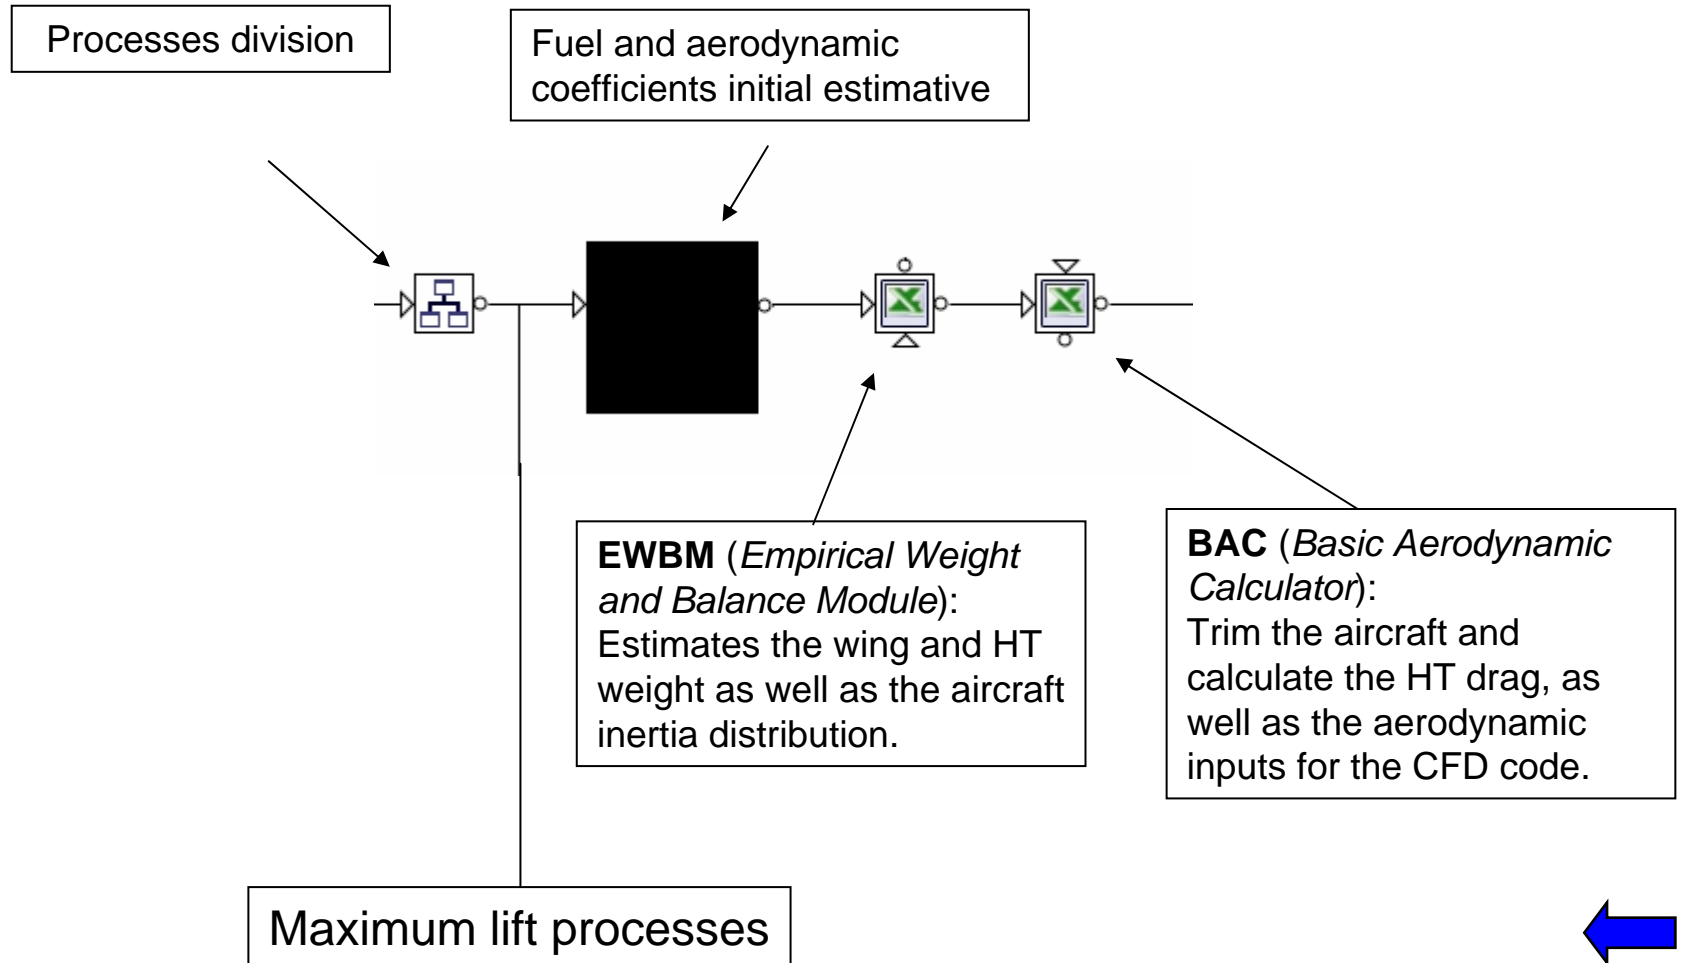 Processes division
Fuel and aerodynamic
coefficients initial estimative
EWBM (Empirical Weight
and Balance Module):
Estimates the wing and HT
weight as well as the aircraft
inertia distribution.
BAC (Basic Aerodynamic
Calculator):
Trim the aircraft and
calculate the HT drag, as
well as the aerodynamic
inputs for the CFD code.
Maximum lift processes